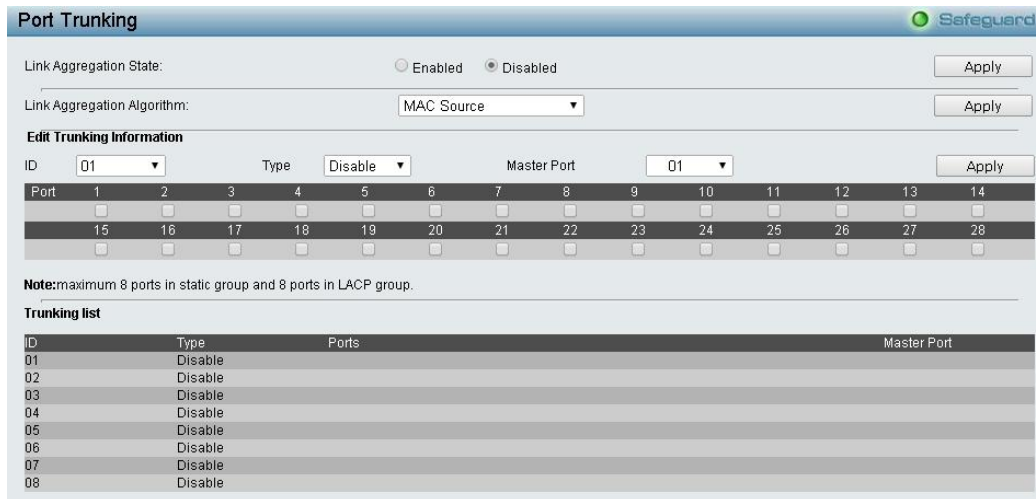 Port Trunking Safeguard
Link Aggregation State: Enabled Disabled Apply
Link Aggregation Algorithm: MAC Source Apply
Edit Trunking Information
ID 01 Type Disable Master Port 01 Apply
Port 1 2 3 4 5 6 7 8 9 10 11 12 13 14
15 16 17 18 19 20 21 22 23 24 25 26 27 28
Note:maximum 8 ports in static group and 8 ports in LACP group.
Trunking list
ID Type Ports Master Port
01 Disable
02 Disable
03 Disable
04 Disable
05 Disable
06 Disable
07 Disable
08 Disable